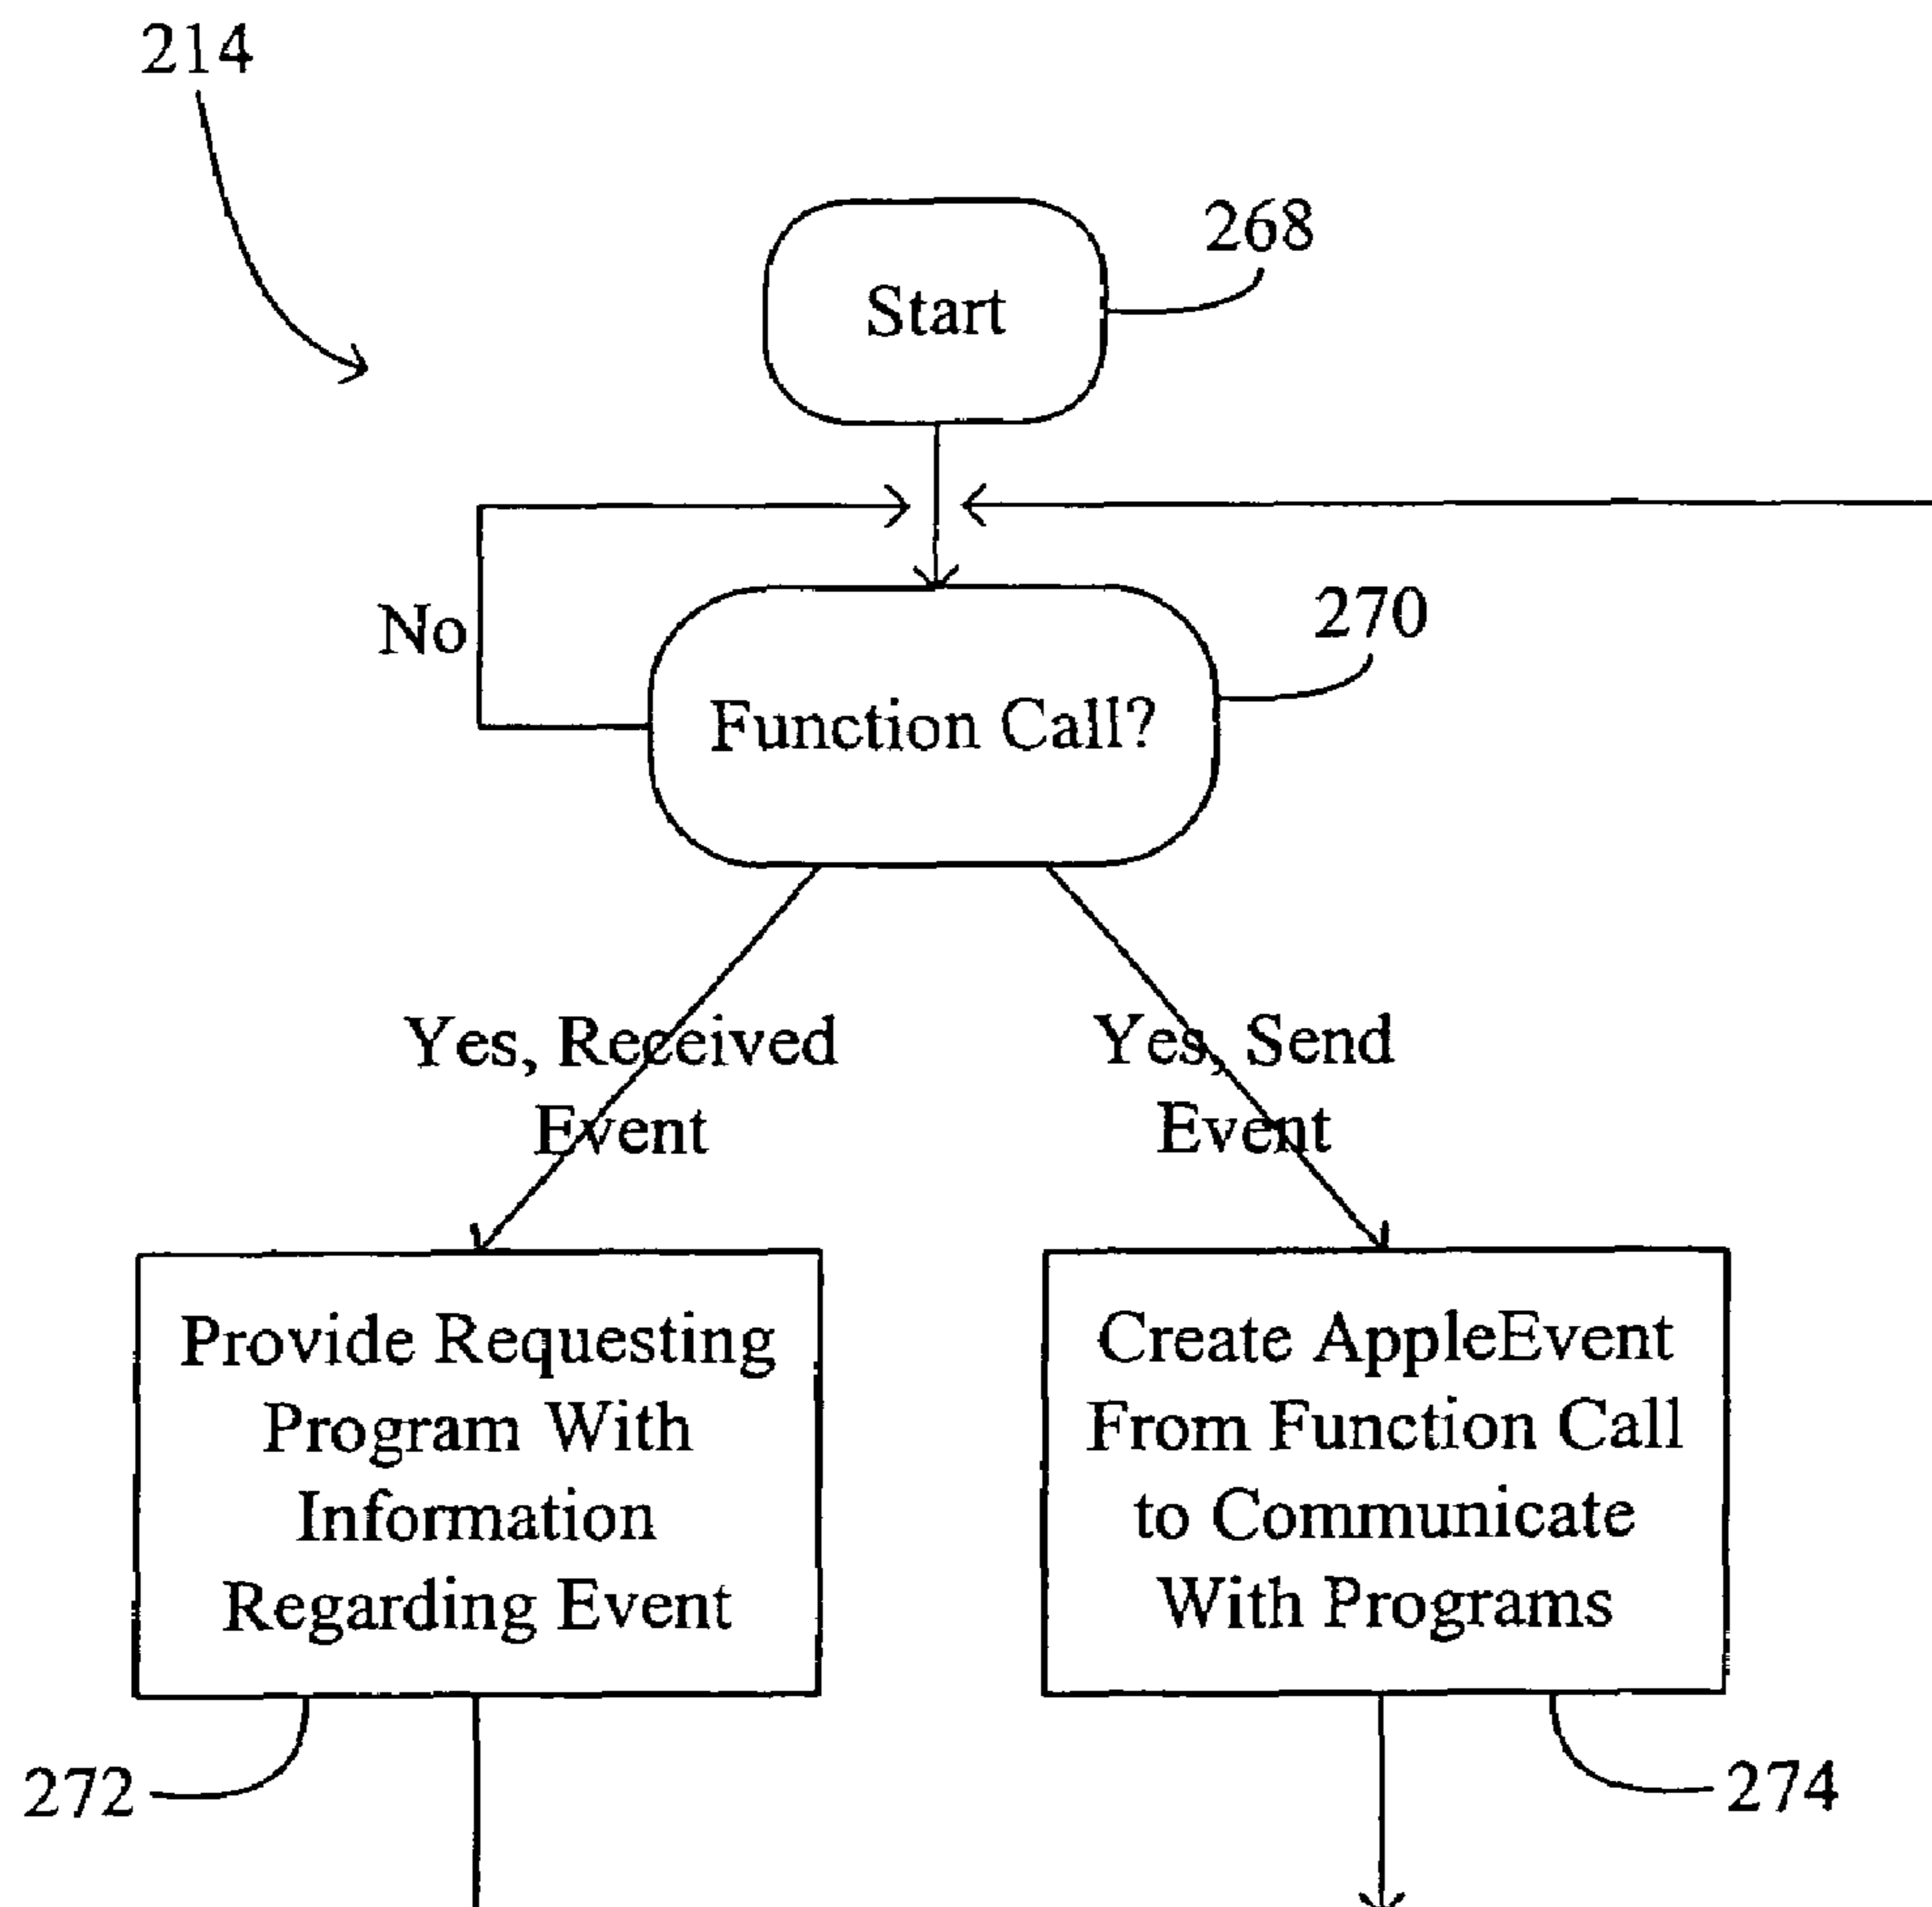 214
268
Start
No
270
Function Call?
Yes, Received
Event
Yes, Send
Event
Provide Requesting
Program With
Information
Regarding Event
Create AppleEvent
From Function Call
to Communicate
With Programs
272
274